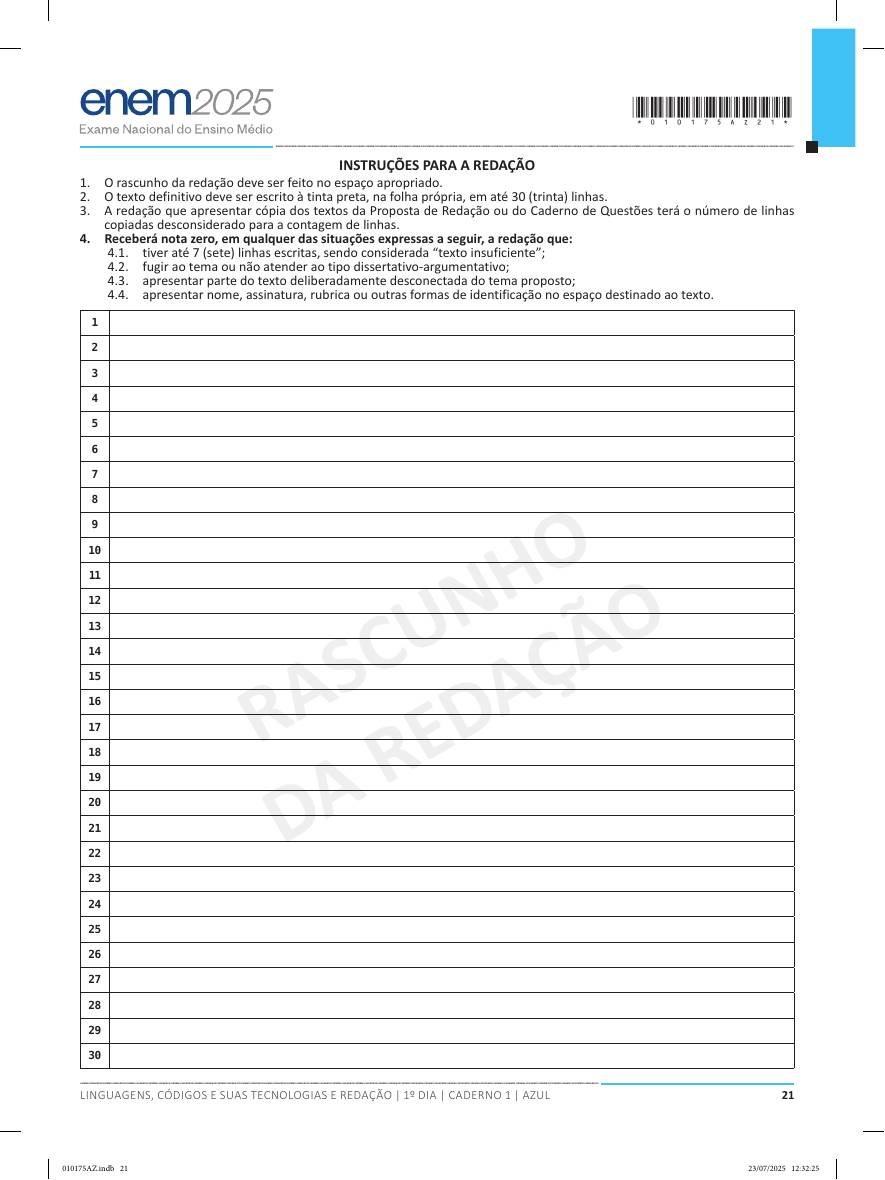 enem2025
Exame Nacional do Ensino Médio
*010175AZ21*
INSTRUÇÕES PARA A REDAÇÃO
1. O rascunho da redação deve ser feito no espaço apropriado.
2. O texto definitivo deve ser escrito à tinta preta, na folha própria, em até 30 (trinta) linhas.
3. A redação que apresentar cópia dos textos da Proposta de Redação ou do Caderno de Questões terá o número de linhas
copiadas desconsiderado para a contagem de linhas.
4. Receberá nota zero, em qualquer das situações expressas a seguir, a redação que:
4.1. tiver até 7 (sete) linhas escritas, sendo considerada “texto insuficiente”;
4.2. fugir ao tema ou não atender ao tipo dissertativo-argumentativo;
4.3. apresentar parte do texto deliberadamente desconectada do tema proposto;
4.4. apresentar nome, assinatura, rubrica ou outras formas de identificação no espaço destinado ao texto.
1
2
3
4
5
6
7
8
9
10
11
12
13
14
15
16
17
18
19
20
21
22
23
24
25
26
27
28
29
30
RASCUNHO
DA REDAÇÃO
LINGUAGENS, CÓDIGOS E SUAS TECNOLOGIAS E REDAÇÃO | 1º DIA | CADERNO 1 | AZUL 21
010175AZ.indb 21 23/07/2025 12:32:25